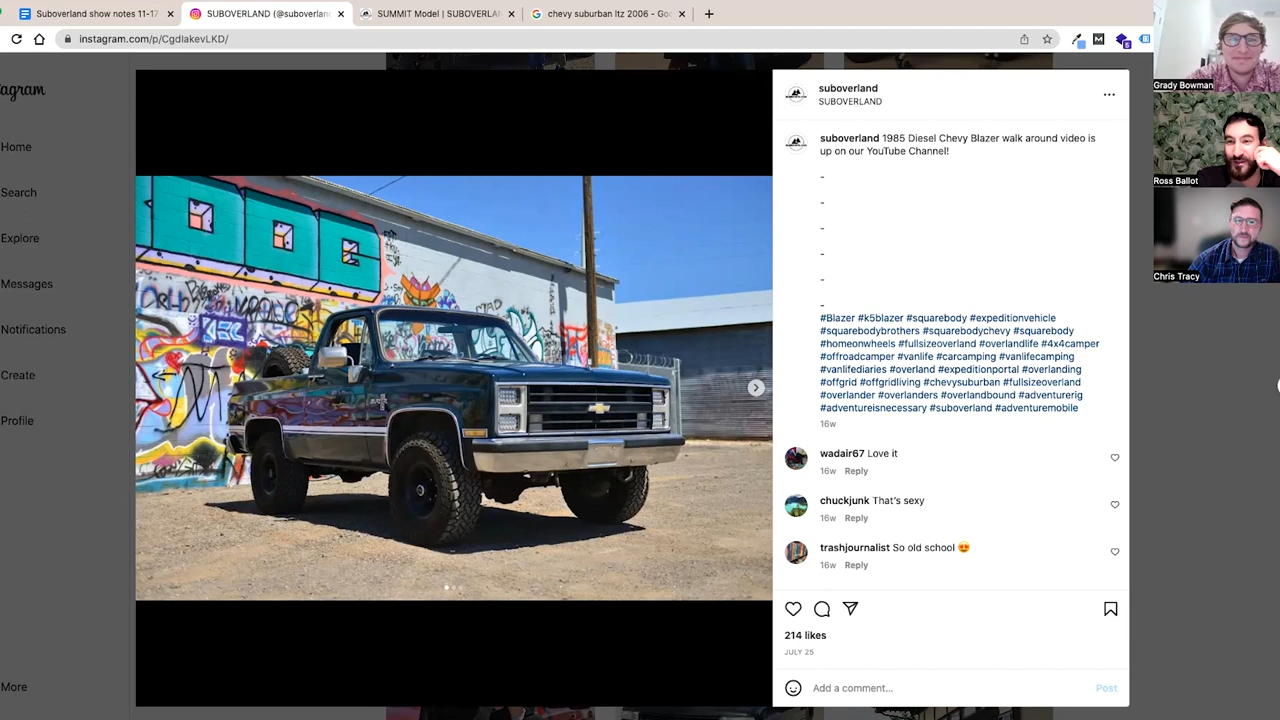 Suboverland show notes 11-17
SUBOVERLAND (@suboverlan
SUMMIT Model | SUBOVERLAN
chevy suburban ltz 2006 - Goo
instagram.com/p/CgdlakevLKD/
agram
Home
Search
Explore
Messages
Notifications
Create
Profile
More
suboverland
SUBOVERLAND
suboverland 1985 Diesel Chevy Blazer walk around video is
up on our YouTube Channel!
-
-
-
-
-
-
#Blazer #k5blazer #squarebody #expeditionvehicle
#squarebodybrothers #squarebodychevy #squarebody
#homeonwheels #fullsizeoverland #overlandlife #4x4camper
#offroadcamper #vanlife #carcamping #vanlifecamping
#vanlifediaries #overland #expeditionportal #overlanding
#offgrid #offgridliving #chevysuburban #fullsizeoverland
#overlander #overlanders #overlandbound #adventurerig
#adventureisnecessary #suboverland #adventuremobile
16w
wadair67 Love it
16w Reply
chuckjunk That's sexy
16w Reply
trashjournalist So old school 😍
16w Reply
214 likes
JULY 25
Add a comment...
Post
Grady Bowman
Ross Ballot
Chris Tracy